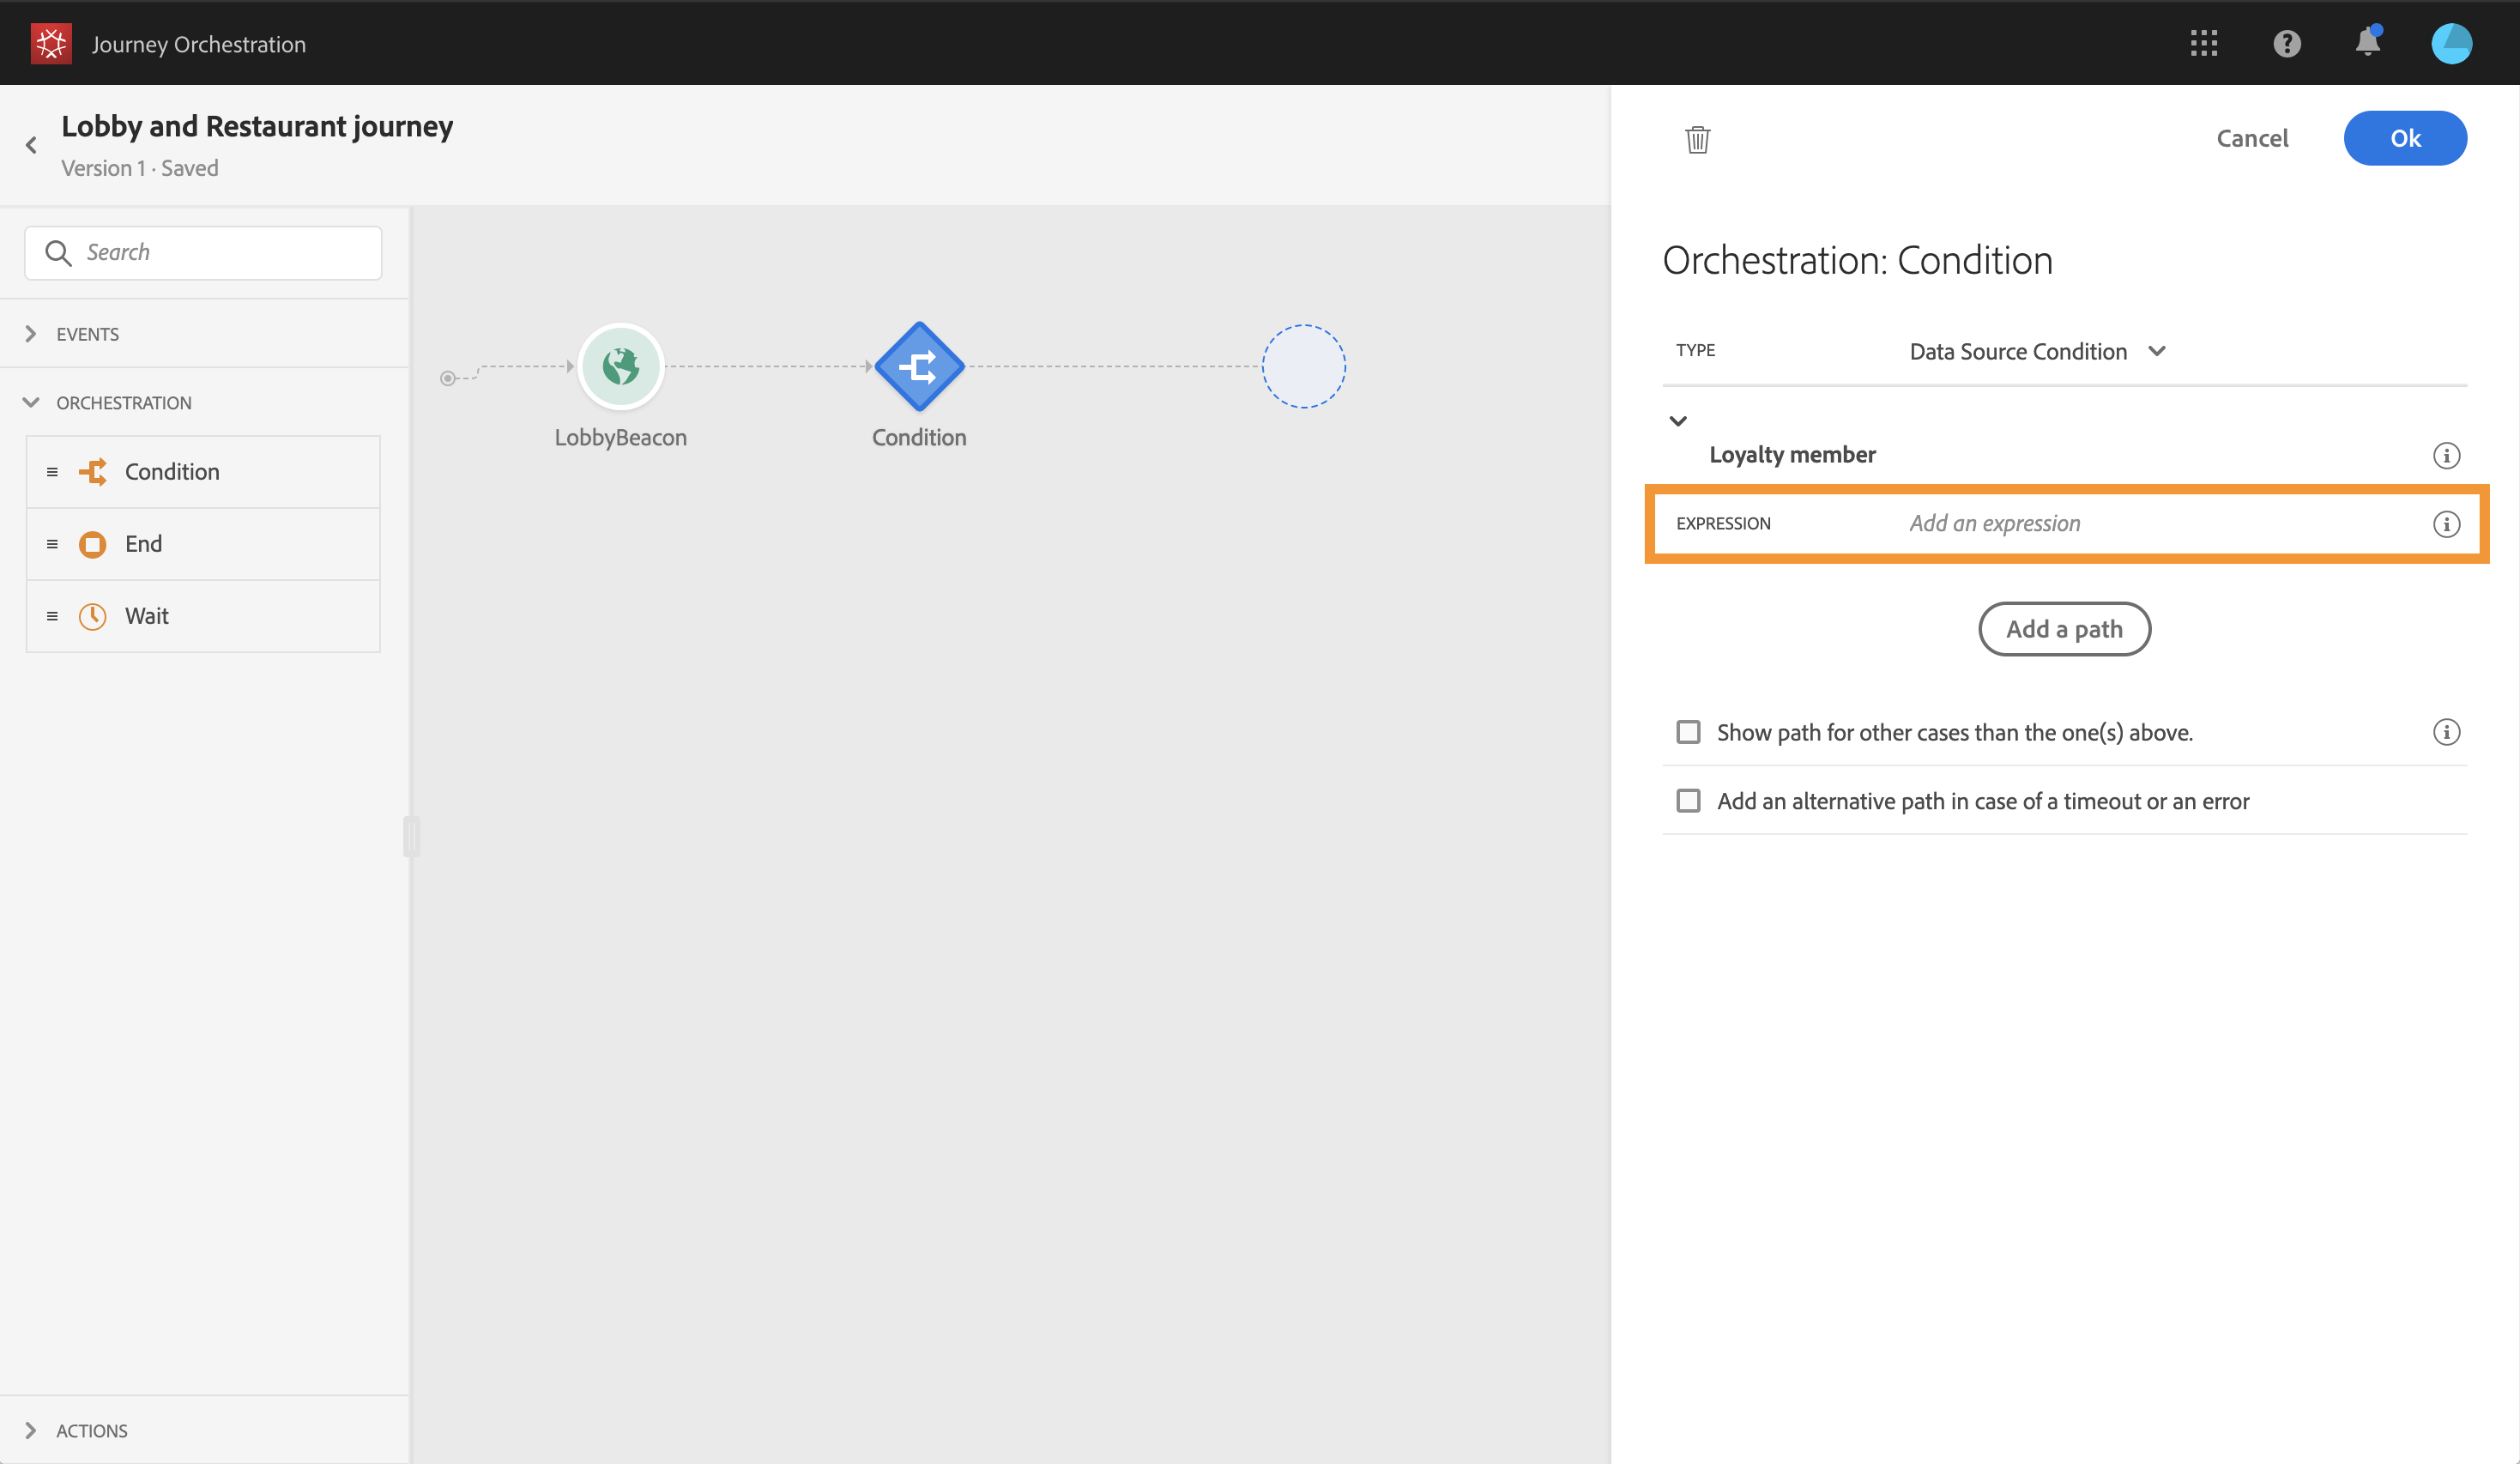 Journey Orchestration
Lobby and Restaurant journey
Version 1 · Saved
Search
EVENTS
ORCHESTRATION
Condition
End
Wait
ACTIONS
LobbyBeacon
Condition
Cancel
Ok
Orchestration: Condition
TYPE Data Source Condition
Loyalty member
EXPRESSION Add an expression
Add a path
Show path for other cases than the one(s) above.
Add an alternative path in case of a timeout or an error